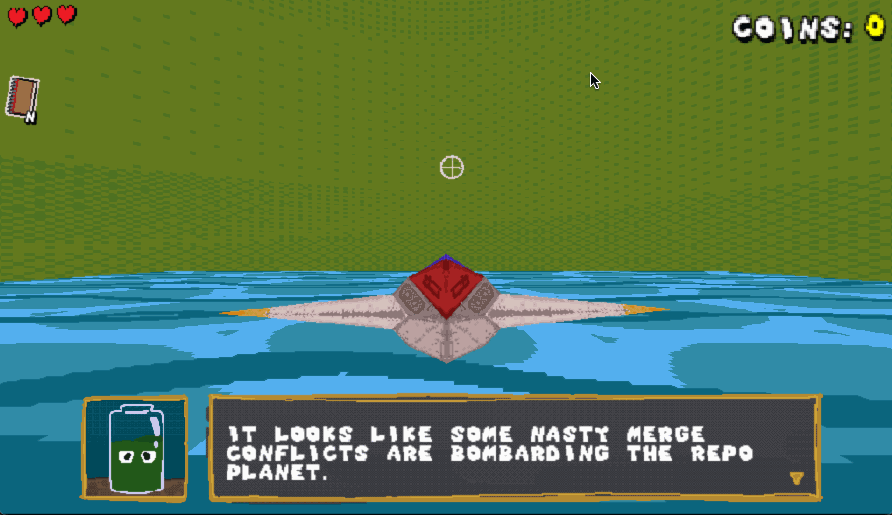 COINS: 0
N
IT LOOKS LIKE SOME NASTY MERGE
CONFLICTS ARE BOMBARDING THE REPO
PLANET.